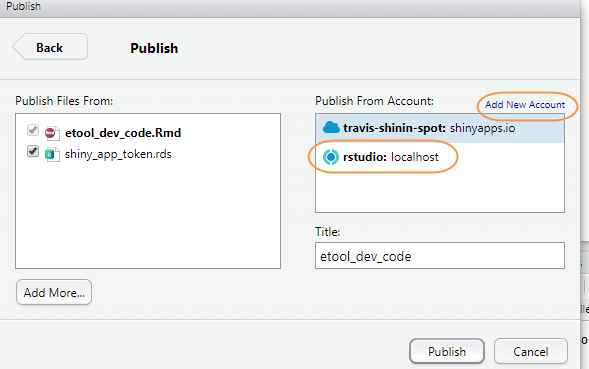 Publish
Back
Publish
Publish Files From:
etool_dev_code.Rmd
shiny_app_token.rds
Add More...
Publish From Account:
Add New Account
travis-shinin-spot: shinyapps.io
rstudio: localhost
Title:
etool_dev_code
Publish
Cancel